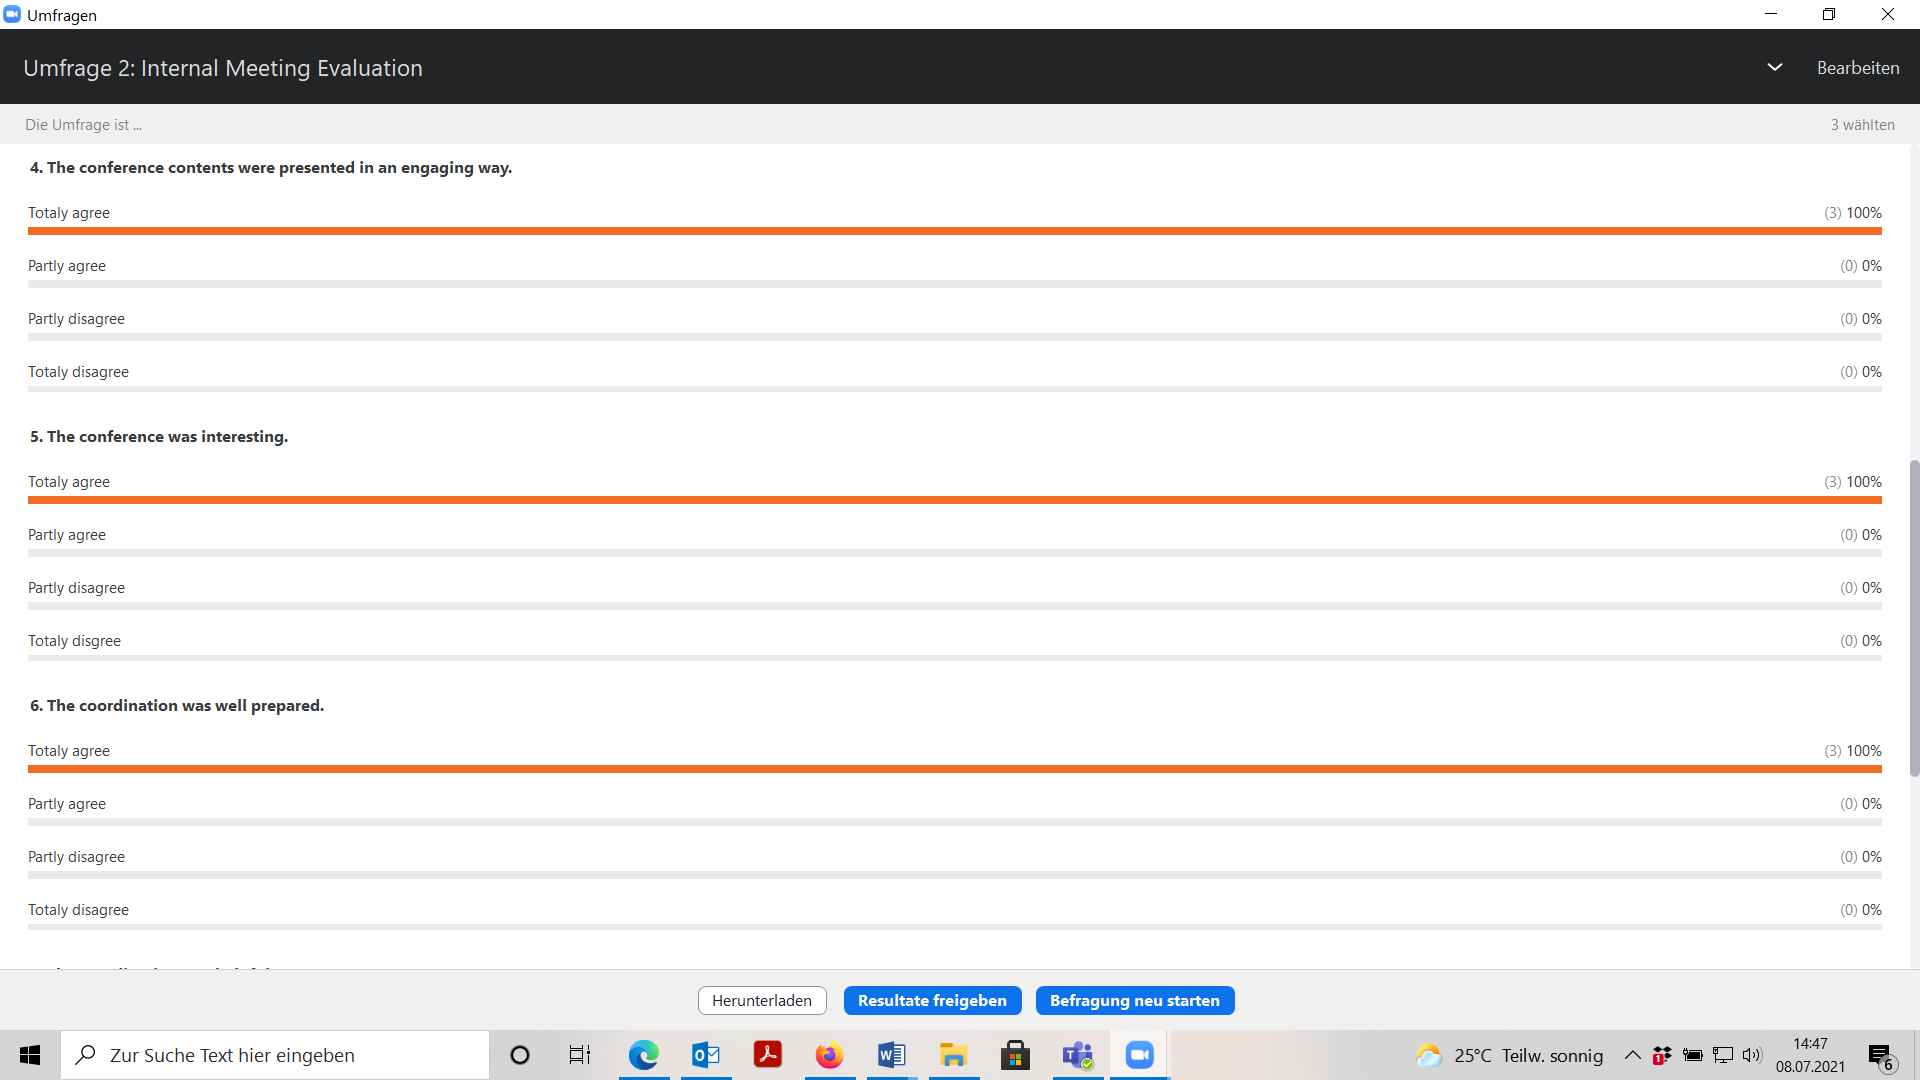 Umfragen
Umfrage 2: Internal Meeting Evaluation
Bearbeiten
Die Umfrage ist ...
3 wählten
4. The conference contents were presented in an engaging way.
Totaly agree (3) 100%
Partly agree (0) 0%
Partly disagree (0) 0%
Totaly disagree (0) 0%
5. The conference was interesting.
Totaly agree (3) 100%
Partly agree (0) 0%
Partly disagree (0) 0%
Totaly disgree (0) 0%
6. The coordination was well prepared.
Totaly agree (3) 100%
Partly agree (0) 0%
Partly disagree (0) 0%
Totaly disagree (0) 0%
Herunterladen
Resultate freigeben
Befragung neu starten
Zur Suche Text hier eingeben
25°C Teilw. sonnig
1
14:47
08.07.2021
6